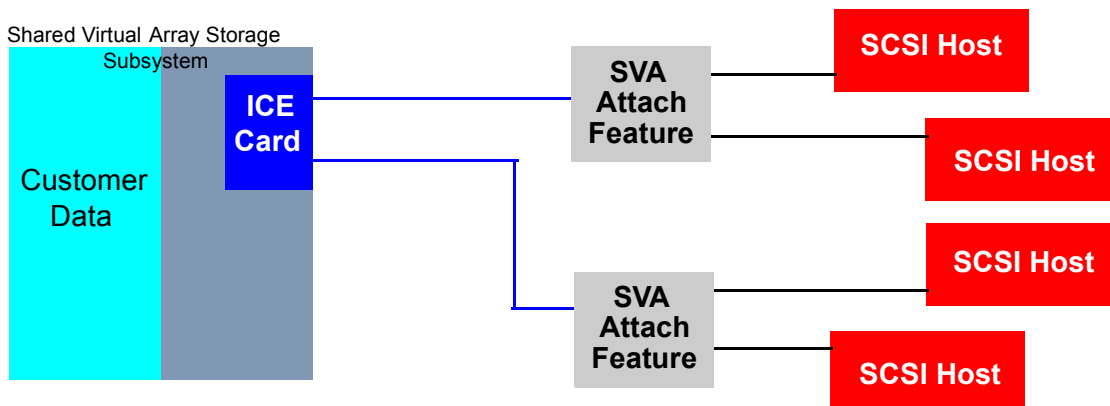 Shared Virtual Array Storage
Subsystem
ICE
Card
Customer
Data
SVA
Attach
Feature
SCSI Host
SCSI Host
SVA
Attach
Feature
SCSI Host
SCSI Host